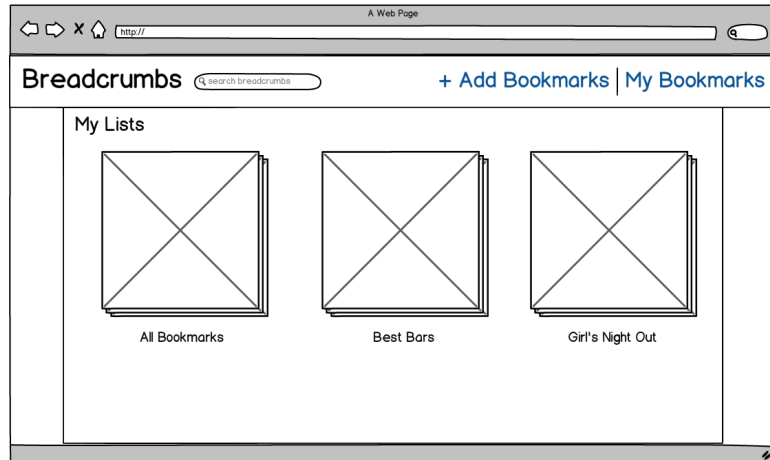 A Web Page
http://
Breadcrumbs
search breadcrumbs
+ Add Bookmarks
My Bookmarks
My Lists
All Bookmarks
Best Bars
Girl's Night Out